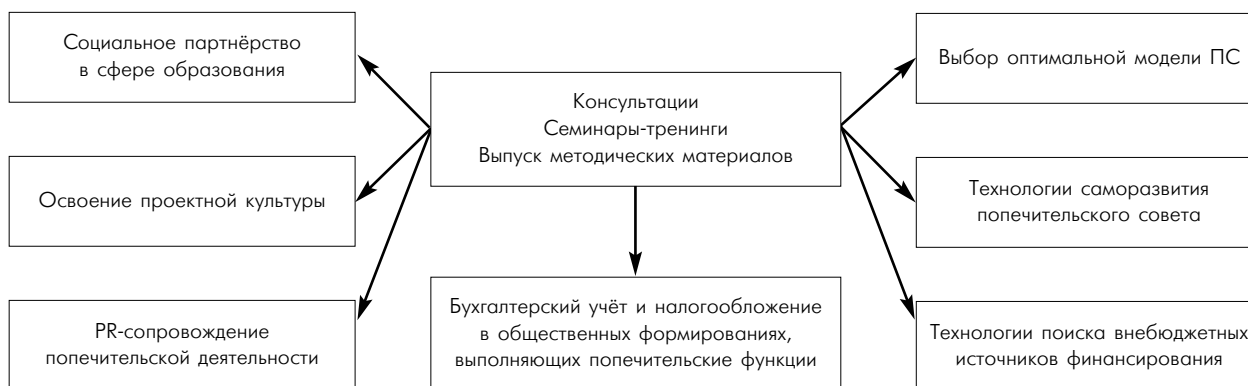 Социальное партнёрство
в сфере образования
Консультации
Семинары-тренинги
Выпуск методических материалов
Выбор оптимальной модели ПС
Освоение проектной культуры
Технологии саморазвития
попечительского совета
PR-сопровождение
попечительской деятельности
Бухгалтерский учёт и налогообложение
в общественных формированиях,
выполняющих попечительские функции
Технологии поиска внебюджетных
источников финансирования